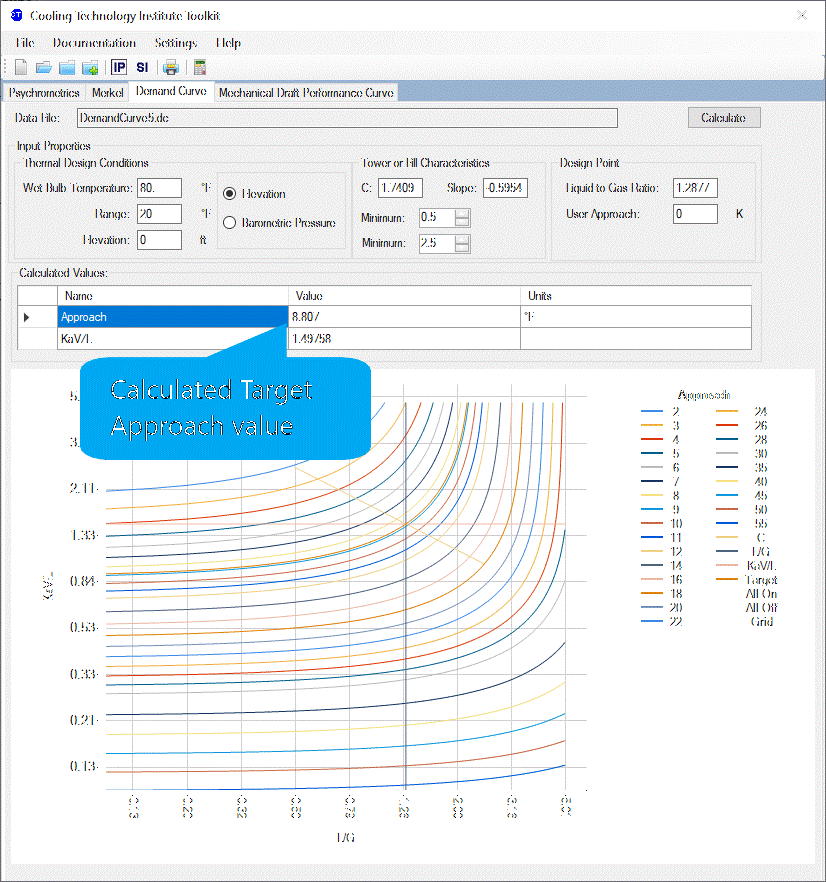 Cooling Technology Institute Toolkit
File Documentation Settings Help
IP SI
Psychrometrics Merkel Demand Curve Mechanical Draft Performance Curve
Data File: DemandCurve5.dc Calculate
Input Properties
Thermal Design Conditions
Wet Bulb Temperature: 80. °F
Range: 20 °F
Elevation: 0 ft
Elevation
Barometric Pressure
Tower or Fill Characteristics
C: 1.7409 Slope: -0.5954
Minimum: 0.5
Minimum: 2.5
Design Point
Liquid to Gas Ratio: 1.2877
User Approach: 0 K
Calculated Values:
Name Value Units
Approach 8.807 °F
KaV/L 1.49758
Calculated Target
Approach value
2.11
1.33
0.84
0.53
0.33
0.21
0.13
KaV/L
L/G
Approach
2 24
3 26
4 28
5 30
6 35
7 40
8 45
9 50
10 55
11 C
12 L/G
14 KaV/L
16 Target
18 All On
20 All Off
22 Grid